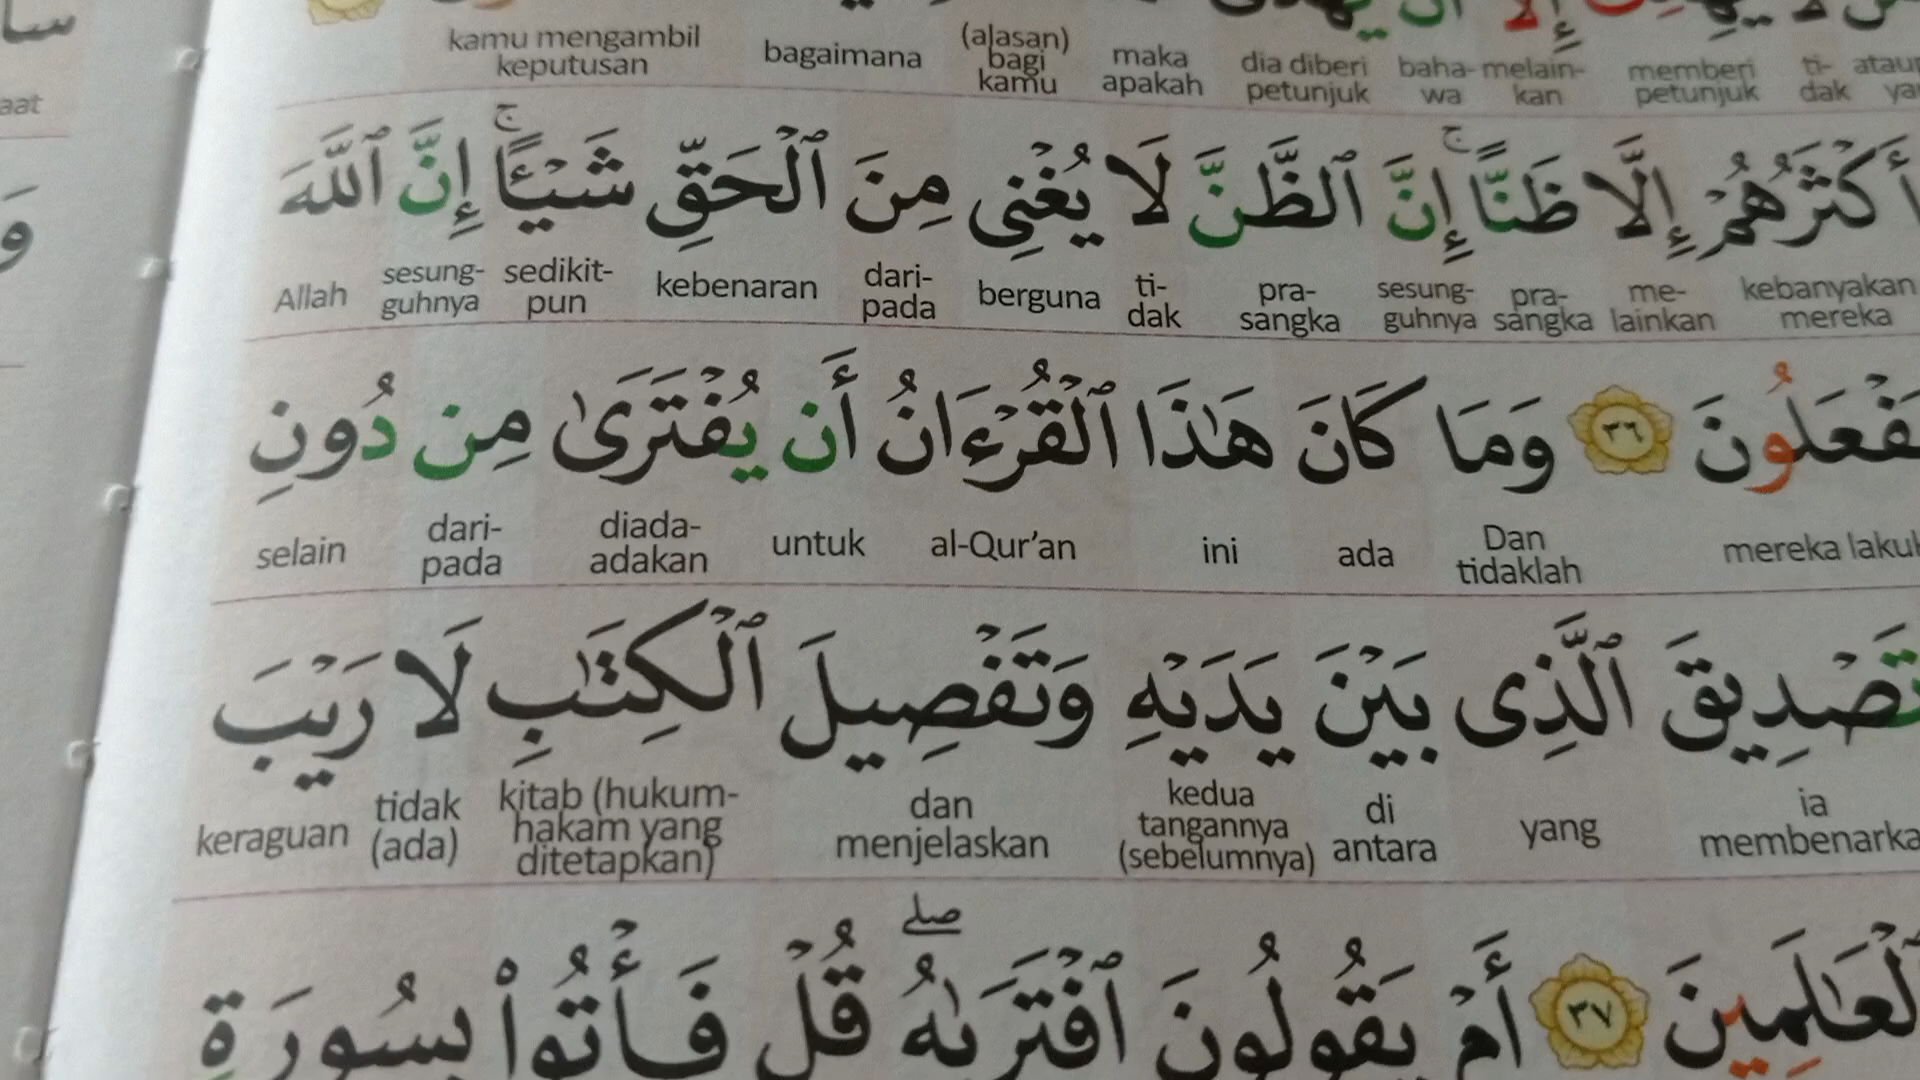 kamu mengambil keputusan bagaimana (alasan) bagi kamu maka apakah dia diberi petunjuk baha-wa melain-kan memberi petunjuk ti-dak
أَكْثَرُهُمْ إِلَّا ظَنًّا ۚ إِنَّ ٱلظَّنَّ لَا يُغْنِى مِنَ ٱلْحَقِّ شَيْـًٔا ۚ إِنَّ ٱللَّهَ
Allah sesung-guhnya sedikit-pun kebenaran dari-pada berguna ti-dak pra-sangka sesung-guhnya pra-sangka me-lainkan kebanyakan mereka
وَمَا كَانَ هَـٰذَا ٱلْقُرْءَانُ أَن يُفْتَرَىٰ مِن دُونِ ٣٦ فْعَلُونَ
selain dari-pada diada-adakan untuk al-Qur’an ini ada Dan tidaklah mereka
تَصْدِيقَ ٱلَّذِى بَيْنَ يَدَيْهِ وَتَفْصِيلَ ٱلْكِتَـٰبِ لَا رَيْبَ
keraguan tidak (ada) kitab (hukum-hakam yang ditetapkan) dan menjelaskan kedua tangannya (sebelumnya) di antara yang ia
لْعَـٰلَمِينَ ٣٧ أَمْ يَقُولُونَ ٱفْتَرَىٰهُ ۖ قُلْ فَأْتُوا۟ بِسُورَةٍ